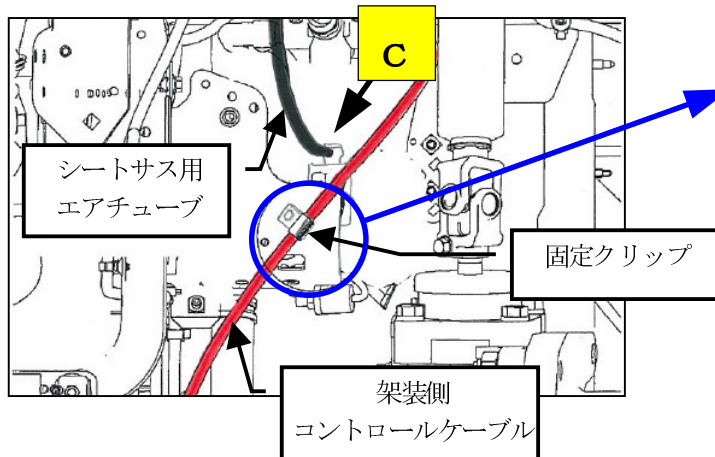 C
シートサス用
エアチューブ
固定クリップ
架装側
コントロールケーブル